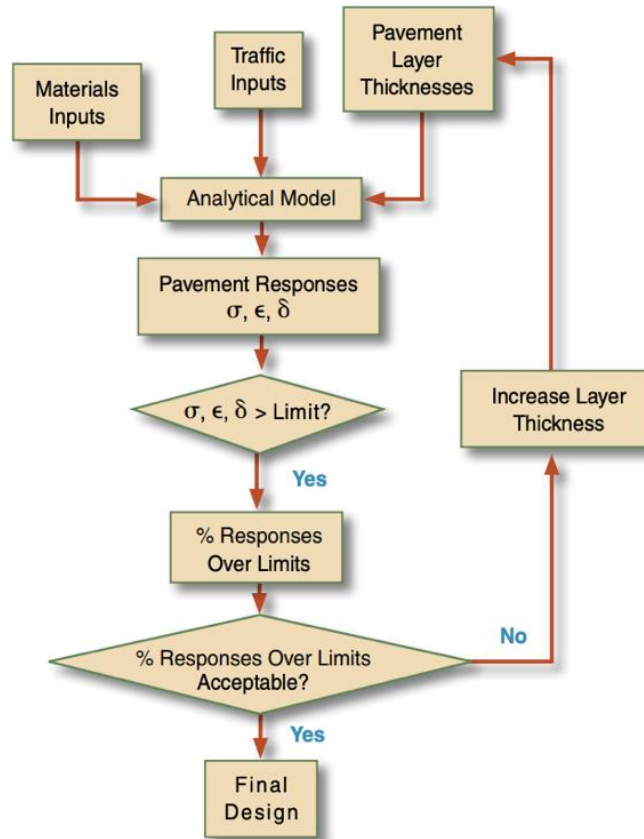 Materials
Inputs
Traffic
Inputs
Pavement
Layer
Thicknesses
Analytical Model
Pavement Responses
σ, ϵ, δ
σ, ϵ, δ > Limit?
Yes
% Responses
Over Limits
% Responses Over Limits
Acceptable?
No
Increase Layer
Thickness
Yes
Final
Design